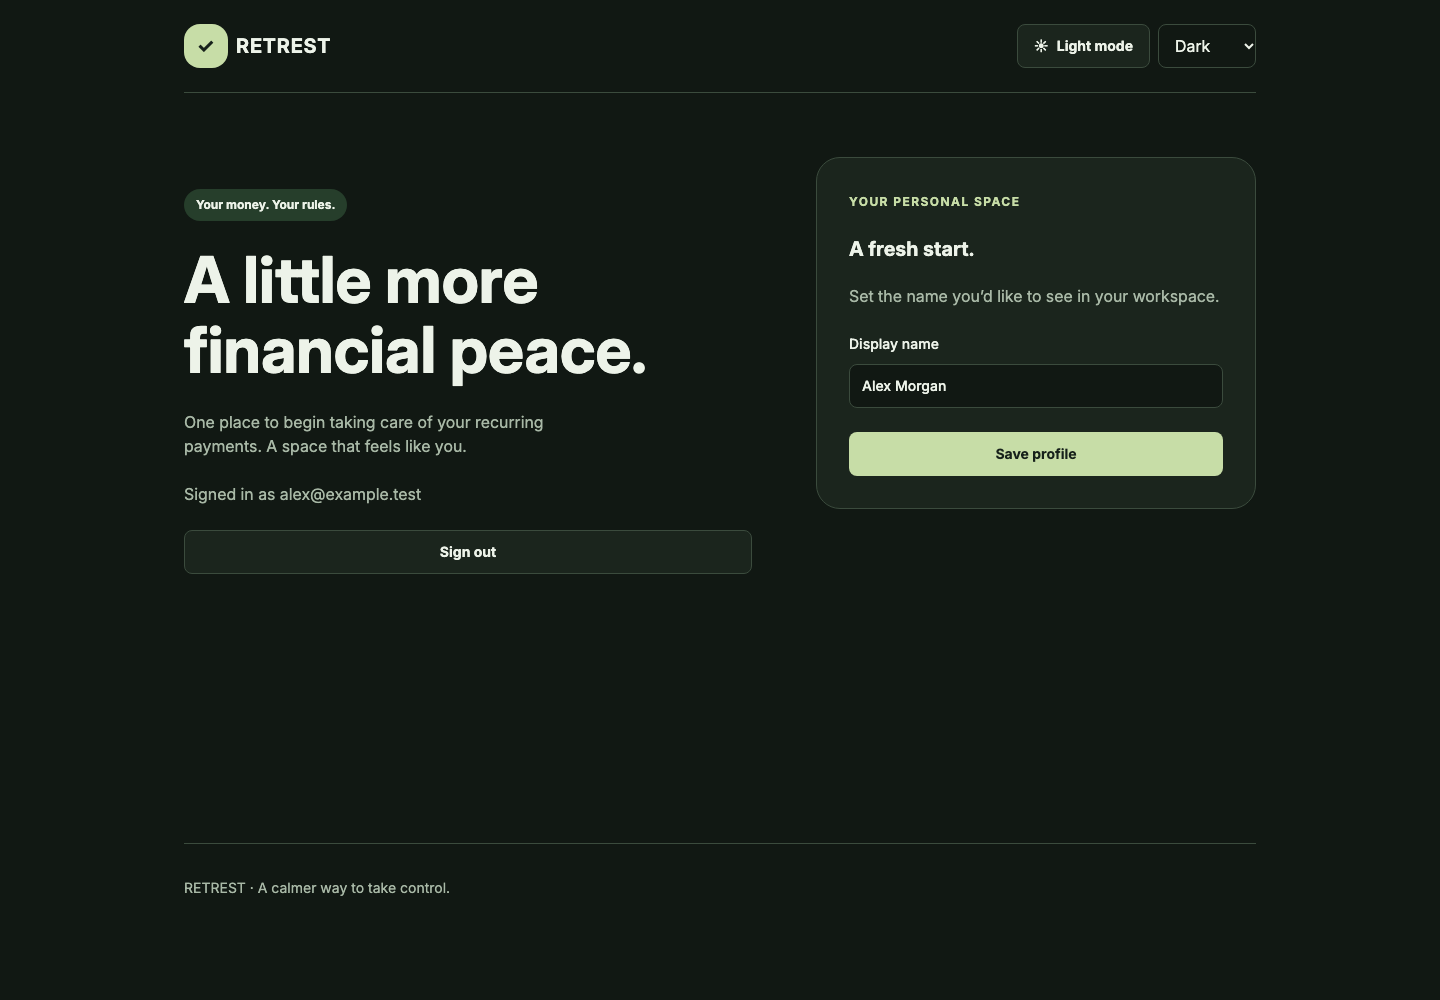 RETREST
Light mode
Dark
Your money. Your rules.
A little more
financial peace.
One place to begin taking care of your recurring
payments. A space that feels like you.
Signed in as alex@example.test
Sign out
YOUR PERSONAL SPACE
A fresh start.
Set the name you’d like to see in your workspace.
Display name
Alex Morgan
Save profile
RETREST · A calmer way to take control.